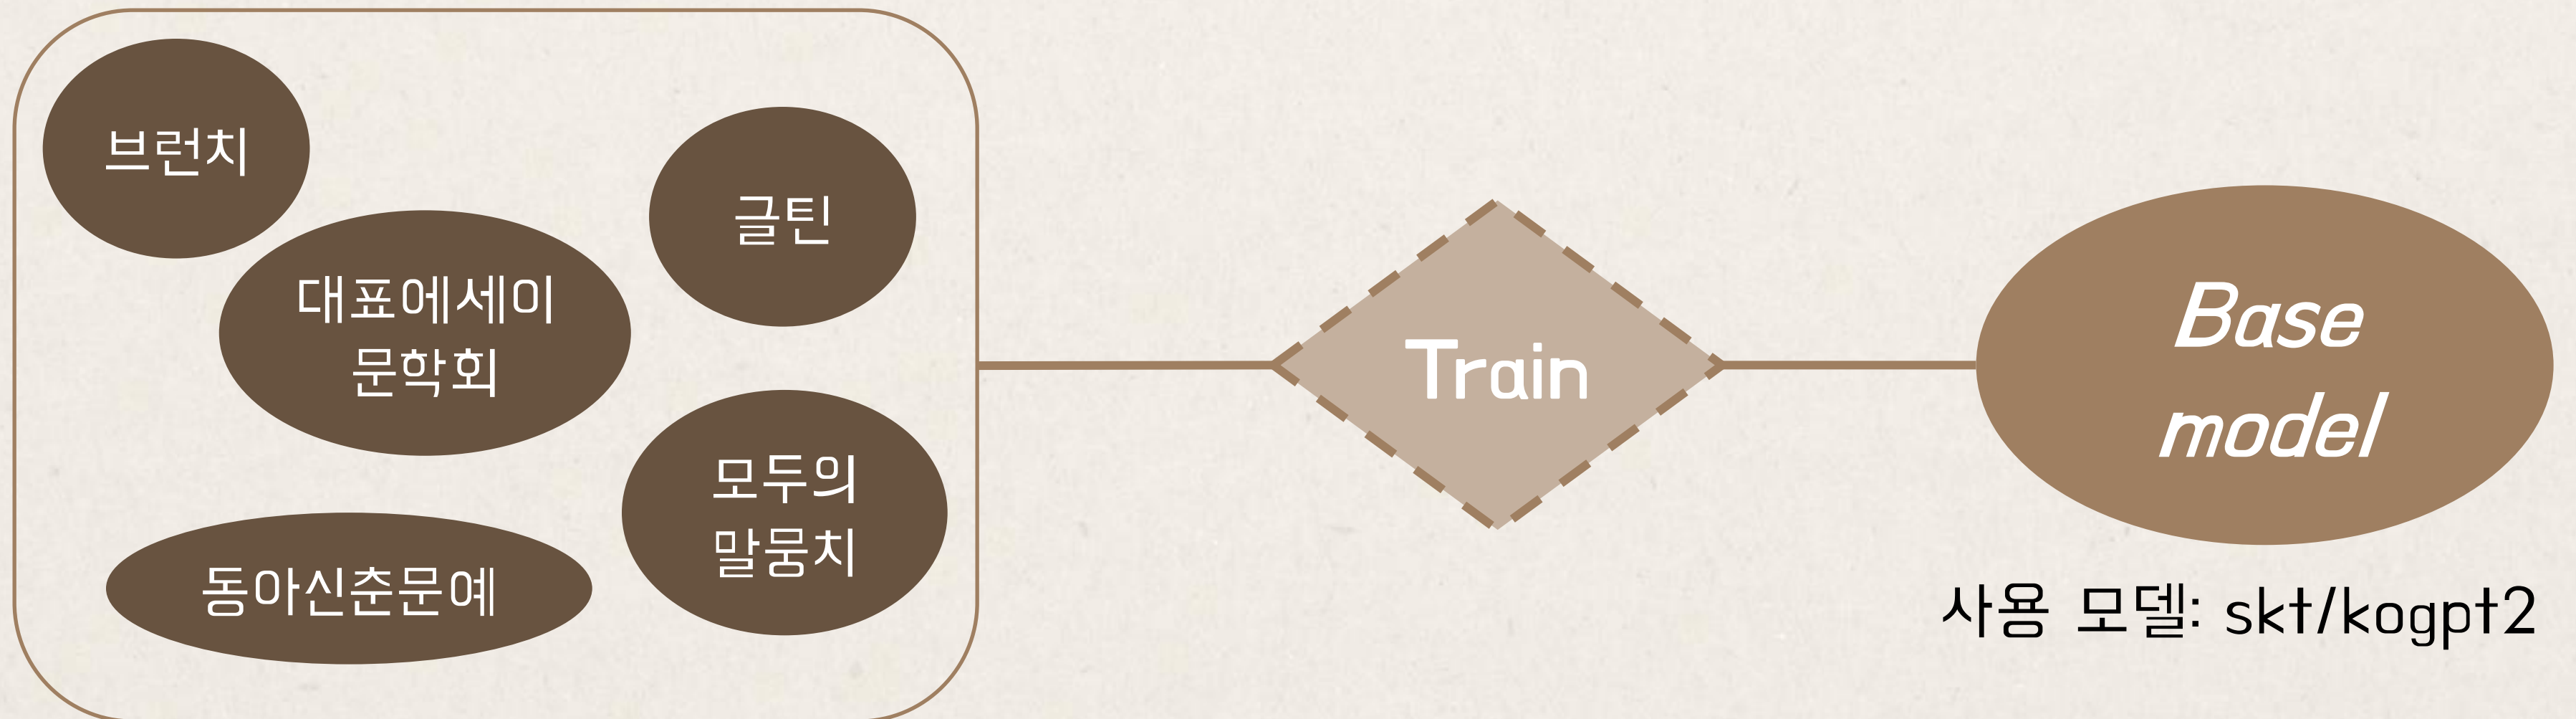 브런치
글틴
대표에세이
문학회
모두의
말뭉치
동아신춘문예
Train
Base
model
사용 모델: skt/kogpt2